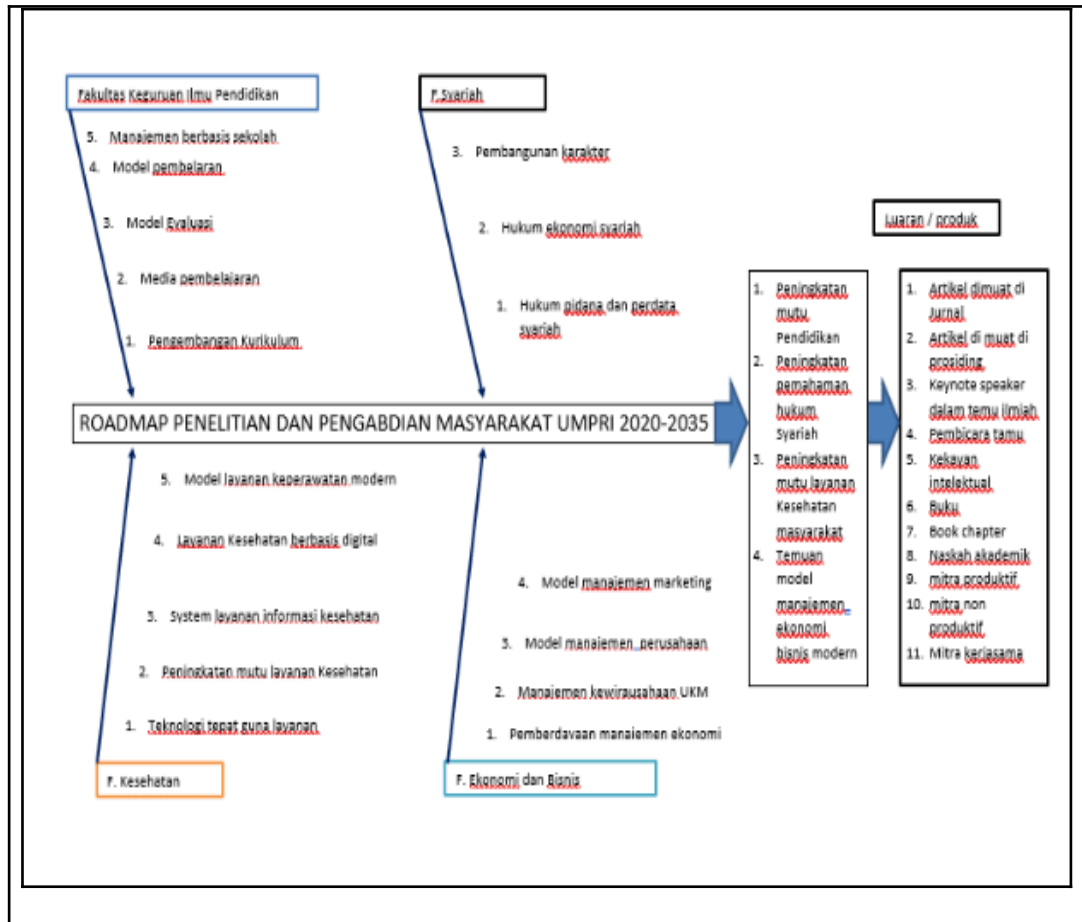 Fakultas Keguruan Ilmu Pendidikan
5. Manajemen berbasis sekolah
4. Model pembelaran
3. Model Evaluasi
2. Media pembelajaran
1. Pengembangan Kurikulum
F.Syariah
3. Pembangunan karakter
2. Hukum ekonomi syariah
1. Hukum pidana dan perdata
syariah
ROADMAP PENELITIAN DAN PENGABDIAN MASYARAKAT UMPRI 2020-2035
5. Model layanan keperawatan modern
4. Layanan Kesehatan berbasis digital
3. System layanan informasi kesehatan
2. Peningkatan mutu layanan Kesehatan
1. Teknologi tepat guna layanan
F. Kesehatan
4. Model manajemen marketing
3. Model manajemen perusahaan
2. Manajemen kewirausahaan UKM
1. Pemberdayaan manajemen ekonomi
F. Ekonomi dan Bisnis
1. Peningkatan
mutu
Pendidikan
2. Peningkatan
pemahaman
hukum
Syariah
3. Peningkatan
mutu layanan
Kesehatan
masyarakat
4. Temuan
model
manajemen
ekonomi
bisnis modern
Luaran / produk
1. Artikel dimuat di
Jurnal
2. Artikel di muat di
prosiding
3. Keynote speaker
dalam temu ilmiah
4. Pembicara tamu
5. Kekayan
intelektual
6. Buku
7. Book chapter
8. Naskah akademik
9. mitra produktif
10. mitra non
produktif
11. Mitra kerjasama